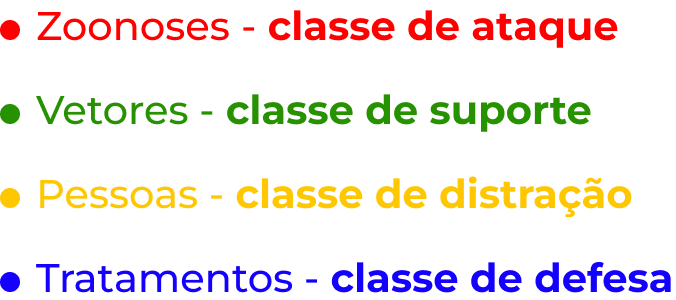 ● Zoonoses - classe de ataque
● Vetores - classe de suporte
● Pessoas - classe de distração
● Tratamentos - classe de defesa